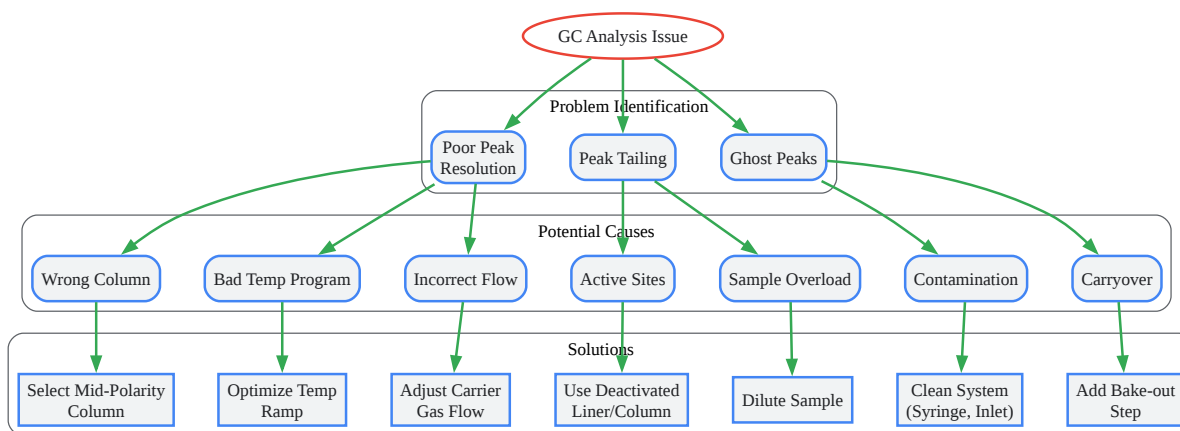 GC Analysis Issue
Problem Identification
Poor Peak
Resolution
Peak Tailing
Ghost Peaks
Potential Causes
Wrong Column
Bad Temp Program
Incorrect Flow
Active Sites
Sample Overload
Contamination
Carryover
Solutions
Select Mid-Polarity
Column
Optimize Temp
Ramp
Adjust Carrier
Gas Flow
Use Deactivated
Liner/Column
Dilute Sample
Clean System
(Syringe, Inlet)
Add Bake-out
Step